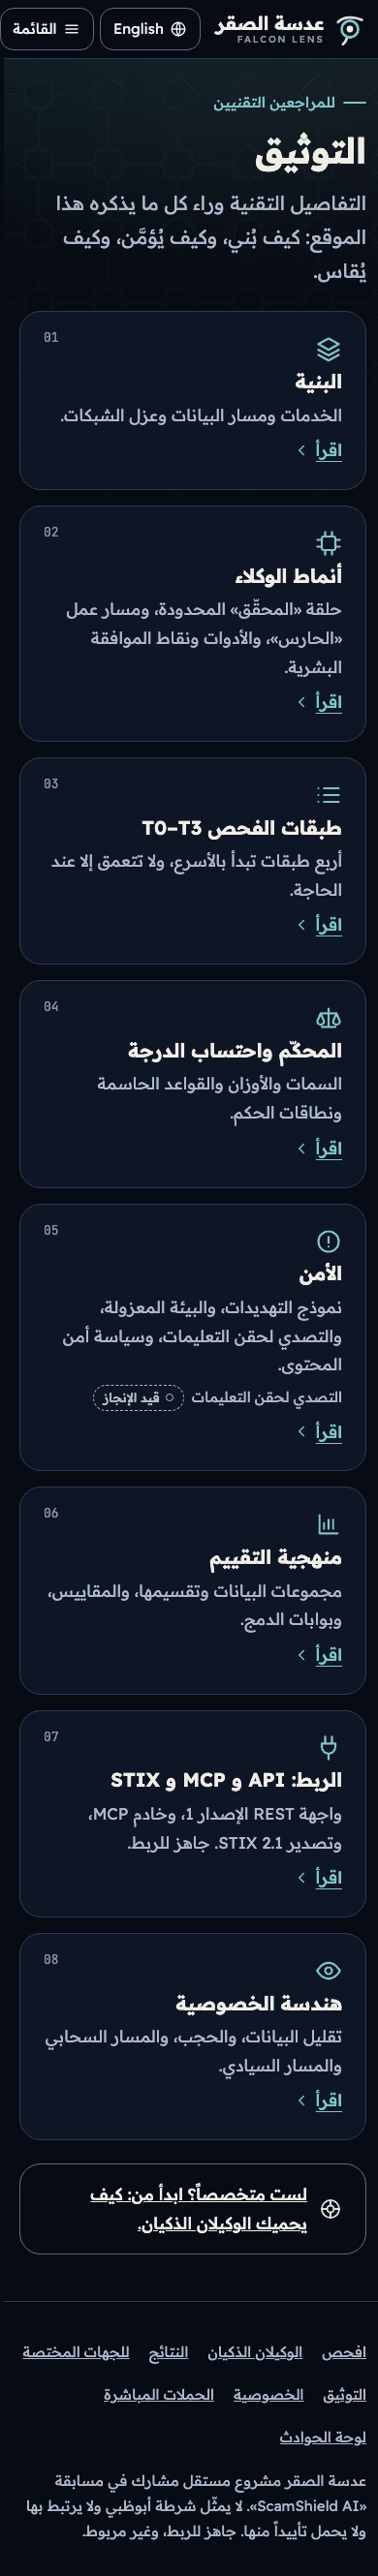 عدسة الصقر
FALCON LENS
English
القائمة
للمراجعين التقنيين
التوثيق
التفاصيل التقنية وراء كل ما يذكره هذا
الموقع: كيف بُني، وكيف يُؤمَّن، وكيف
يُقاس.
01
البنية
الخدمات ومسار البيانات وعزل الشبكات.
اقرأ
02
أنماط الوكلاء
حلقة «المحقّق» المحدودة، ومسار عمل
«الحارس»، والأدوات ونقاط الموافقة
البشرية.
اقرأ
03
طبقات الفحص T0–T3
أربع طبقات تبدأ بالأسرع، ولا تتعمق إلا عند
الحاجة.
اقرأ
04
المحكّم واحتساب الدرجة
السمات والأوزان والقواعد الحاسمة
ونطاقات الحكم.
اقرأ
05
الأمن
نموذج التهديدات، والبيئة المعزولة،
والتصدي لحقن التعليمات، وسياسة أمن
المحتوى.
التصدي لحقن التعليمات قيد الإنجاز
اقرأ
06
منهجية التقييم
مجموعات البيانات وتقسيمها، والمقاييس،
وبوابات الدمج.
اقرأ
07
الربط: API و MCP و STIX
واجهة REST الإصدار 1، وخادم MCP،
وتصدير STIX 2.1. جاهز للربط.
اقرأ
08
هندسة الخصوصية
تقليل البيانات، والحجب، والمسار السحابي
والمسار السيادي.
اقرأ
لست متخصصاً؟ ابدأ من: كيف
يحميك الوكيلان الذكيان.
افحص الوكيلان الذكيان النتائج للجهات المختصة
التوثيق الخصوصية الحملات المباشرة
لوحة الحوادث
عدسة الصقر مشروع مستقل مشارك في مسابقة
«ScamShield AI». لا يمثّل شرطة أبوظبي ولا يرتبط بها
ولا يحمل تأييداً منها. جاهز للربط، وغير مربوط.